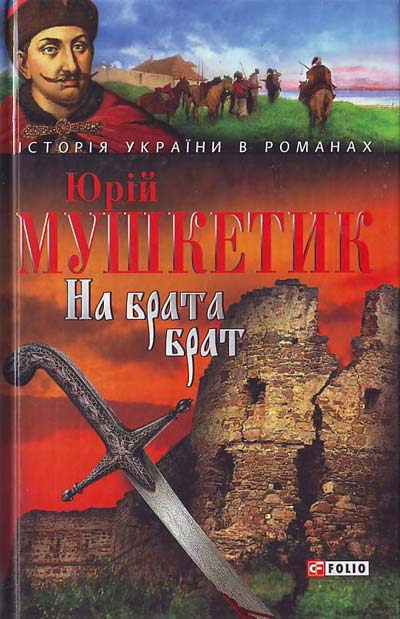 ІСТОРІЯ УКРАЇНИ В РОМАНАХ
Юрій
МУШКЕТИК
На брата
брат
FOLIO